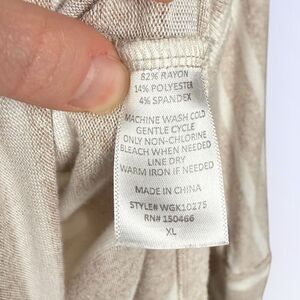 82% RAYON
14% POLYESTER
4% SPANDEX
MACHINE WASH COLD
GENTLE CYCLE
ONLY NON-CHLORINE
BLEACH WHEN NEEDED
LINE DRY
WARM IRON IF NEEDED
MADE IN CHINA
STYLE# WGK10275
RN# 150466
XL